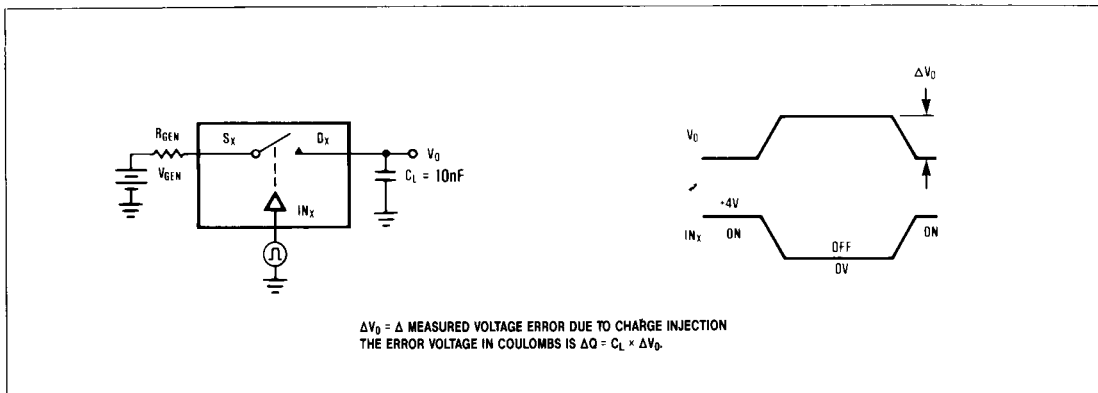 R_GEN
V_GEN
S_X
D_X
IN_X
V_O
C_L = 10nF
ΔV_O
V_O
+4V
IN_X
ON
OFF
0V
ON
ΔV_O = Δ MEASURED VOLTAGE ERROR DUE TO CHARGE INJECTION
THE ERROR VOLTAGE IN COULOMBS IS ΔQ = C_L × ΔV_O.